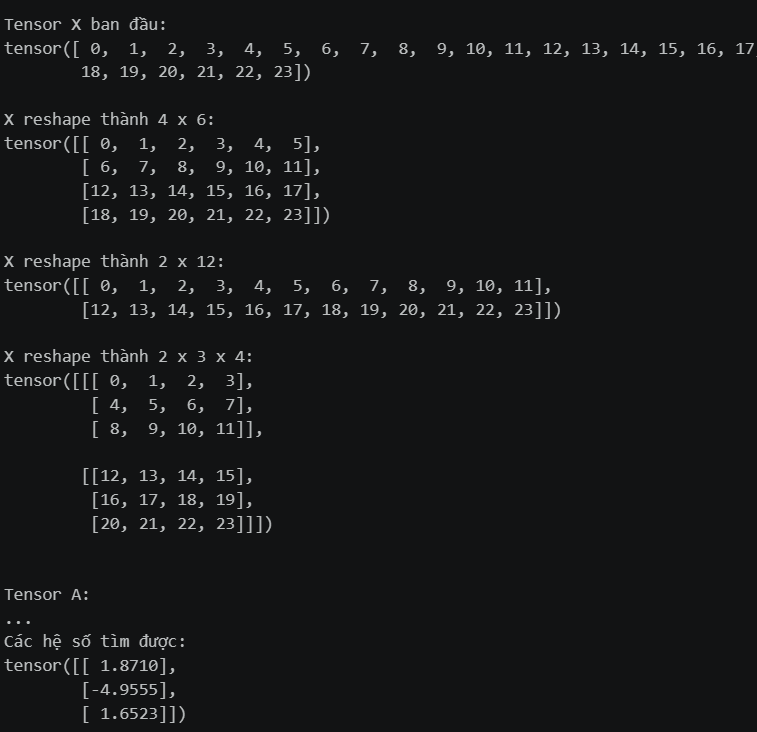 Tensor X ban đầu:
tensor([ 0,  1,  2,  3,  4,  5,  6,  7,  8,  9, 10, 11, 12, 13, 14, 15, 16, 17,
        18, 19, 20, 21, 22, 23])
X reshape thành 4 x 6:
tensor([[ 0,  1,  2,  3,  4,  5],
        [ 6,  7,  8,  9, 10, 11],
        [12, 13, 14, 15, 16, 17],
        [18, 19, 20, 21, 22, 23]])
X reshape thành 2 x 12:
tensor([[ 0,  1,  2,  3,  4,  5,  6,  7,  8,  9, 10, 11],
        [12, 13, 14, 15, 16, 17, 18, 19, 20, 21, 22, 23]])
X reshape thành 2 x 3 x 4:
tensor([[[ 0,  1,  2,  3],
         [ 4,  5,  6,  7],
         [ 8,  9, 10, 11]],
        [[12, 13, 14, 15],
         [16, 17, 18, 19],
         [20, 21, 22, 23]]])
Tensor A:
...
Các hệ số tìm được:
tensor([[ 1.8710],
        [-4.9555],
        [ 1.6523]])